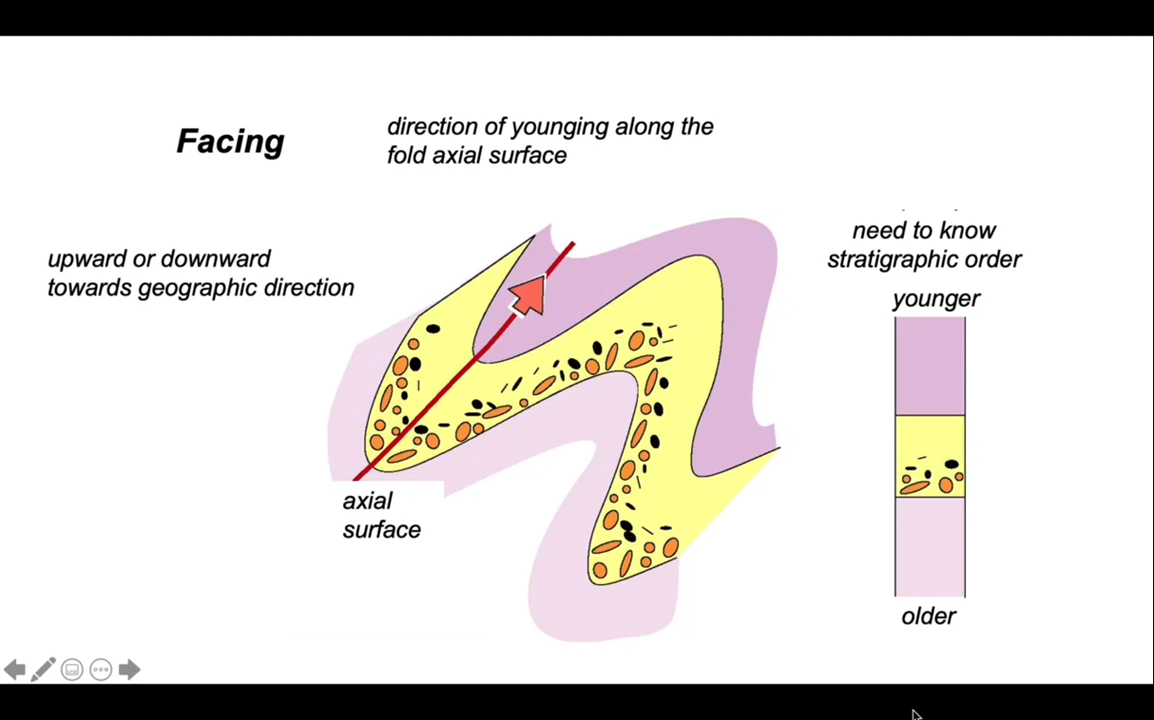 Facing
direction of younging along the
fold axial surface
upward or downward
towards geographic direction
need to know
stratigraphic order
younger
axial
surface
older